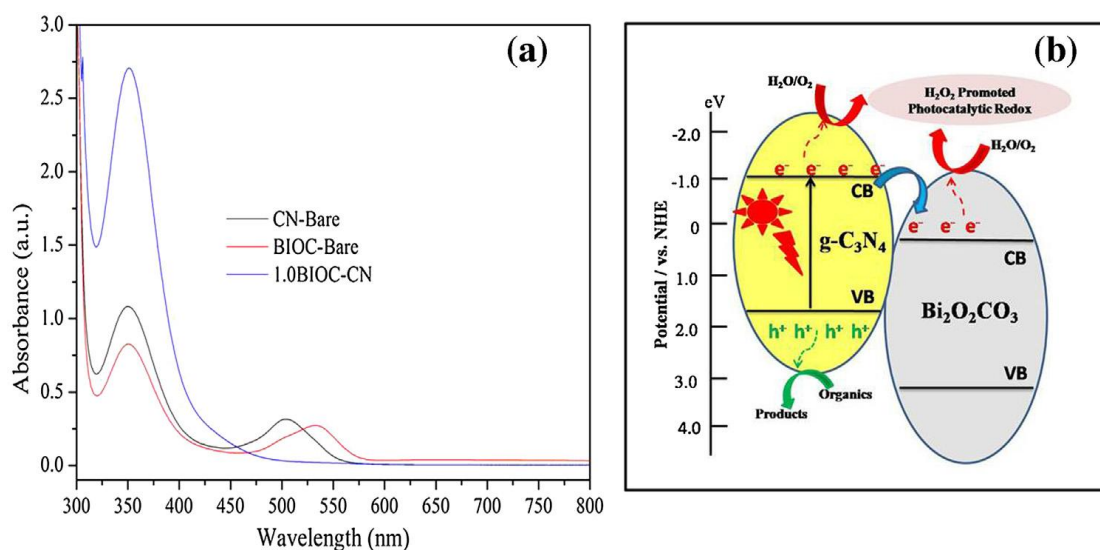 (a)
3.0
2.5
2.0
1.5
1.0
0.5
0.0
Absorbance (a.u.)
CN-Bare
BIOC-Bare
1.0BIOC-CN
300 350 400 450 500 550 600 650 700 750 800
Wavelength (nm)
(b)
H₂O/O₂
H₂O₂ Promoted
Photocatalytic Redox
eV
-2.0
-1.0
0
1.0
2.0
3.0
4.0
Potential / vs. NHE
H₂O/O₂
e⁻ e⁻ e⁻ e⁻
CB
g-C₃N₄
VB
h⁺ h⁺ h⁺ h⁺
Organics
Products
e⁻ e⁻ e⁻
CB
Bi₂O₂CO₃
VB